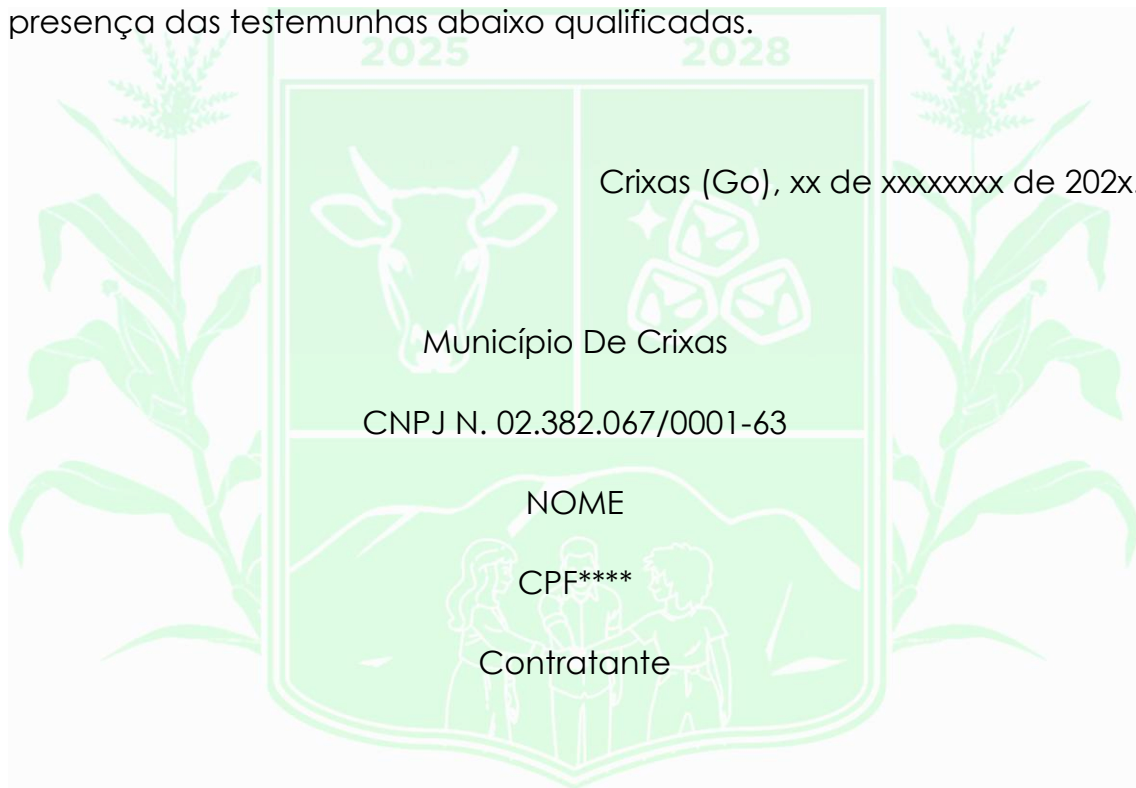 presença das testemunhas abaixo qualificadas.
2025 2028
Crixas (Go), xx de xxxxxxxx de 202x.
Município De Crixas
CNPJ N. 02.382.067/0001-63
NOME
CPF****
Contratante